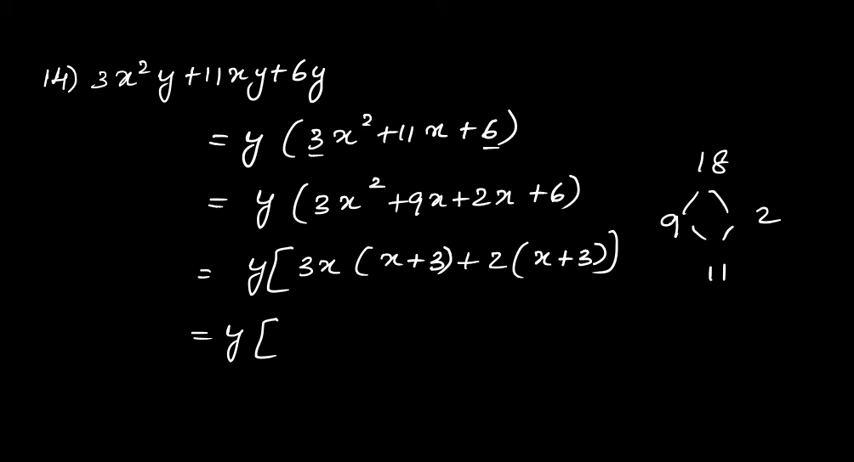 14) 3x²y+11xy+6y
= y (3x²+11x+6)
= y (3x²+9x+2x+6)
= y[3x (x+3)+2(x+3)]
= y [
18
9 2
11